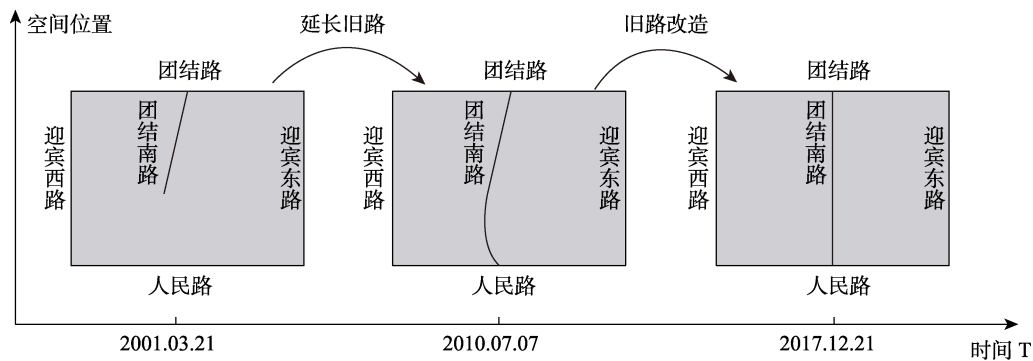 空间位置
延长旧路
旧路改造
团结路
团结路
团结路
迎宾西路
团结南路
迎宾东路
迎宾西路
团结南路
迎宾东路
迎宾西路
团结南路
迎宾东路
人民路
人民路
人民路
2001.03.21
2010.07.07
2017.12.21
时间 T